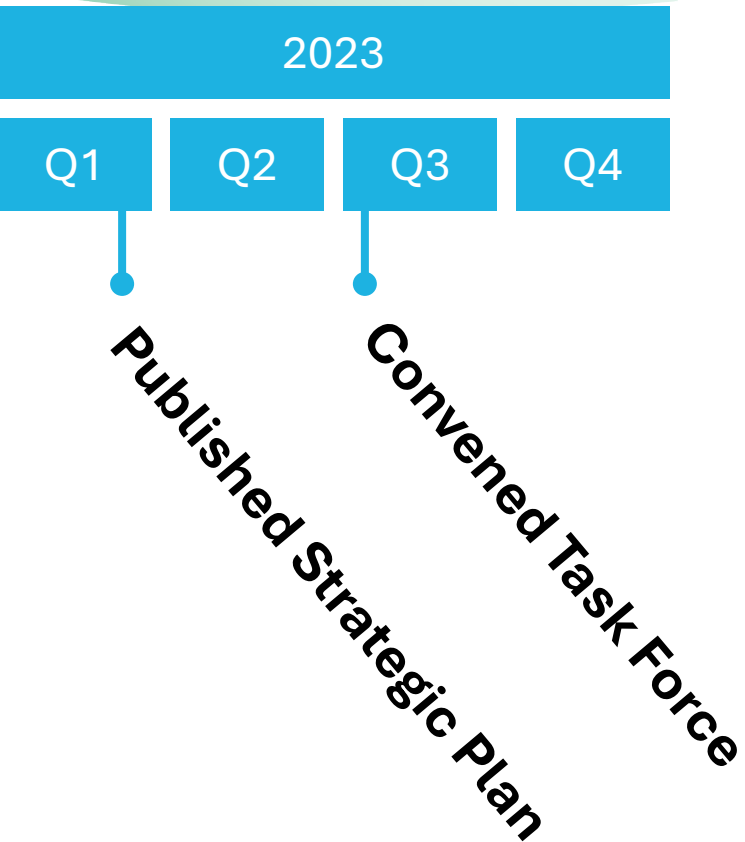 2023
Q1
Q2
Q3
Q4
Published Strategic Plan
Convened Task Force